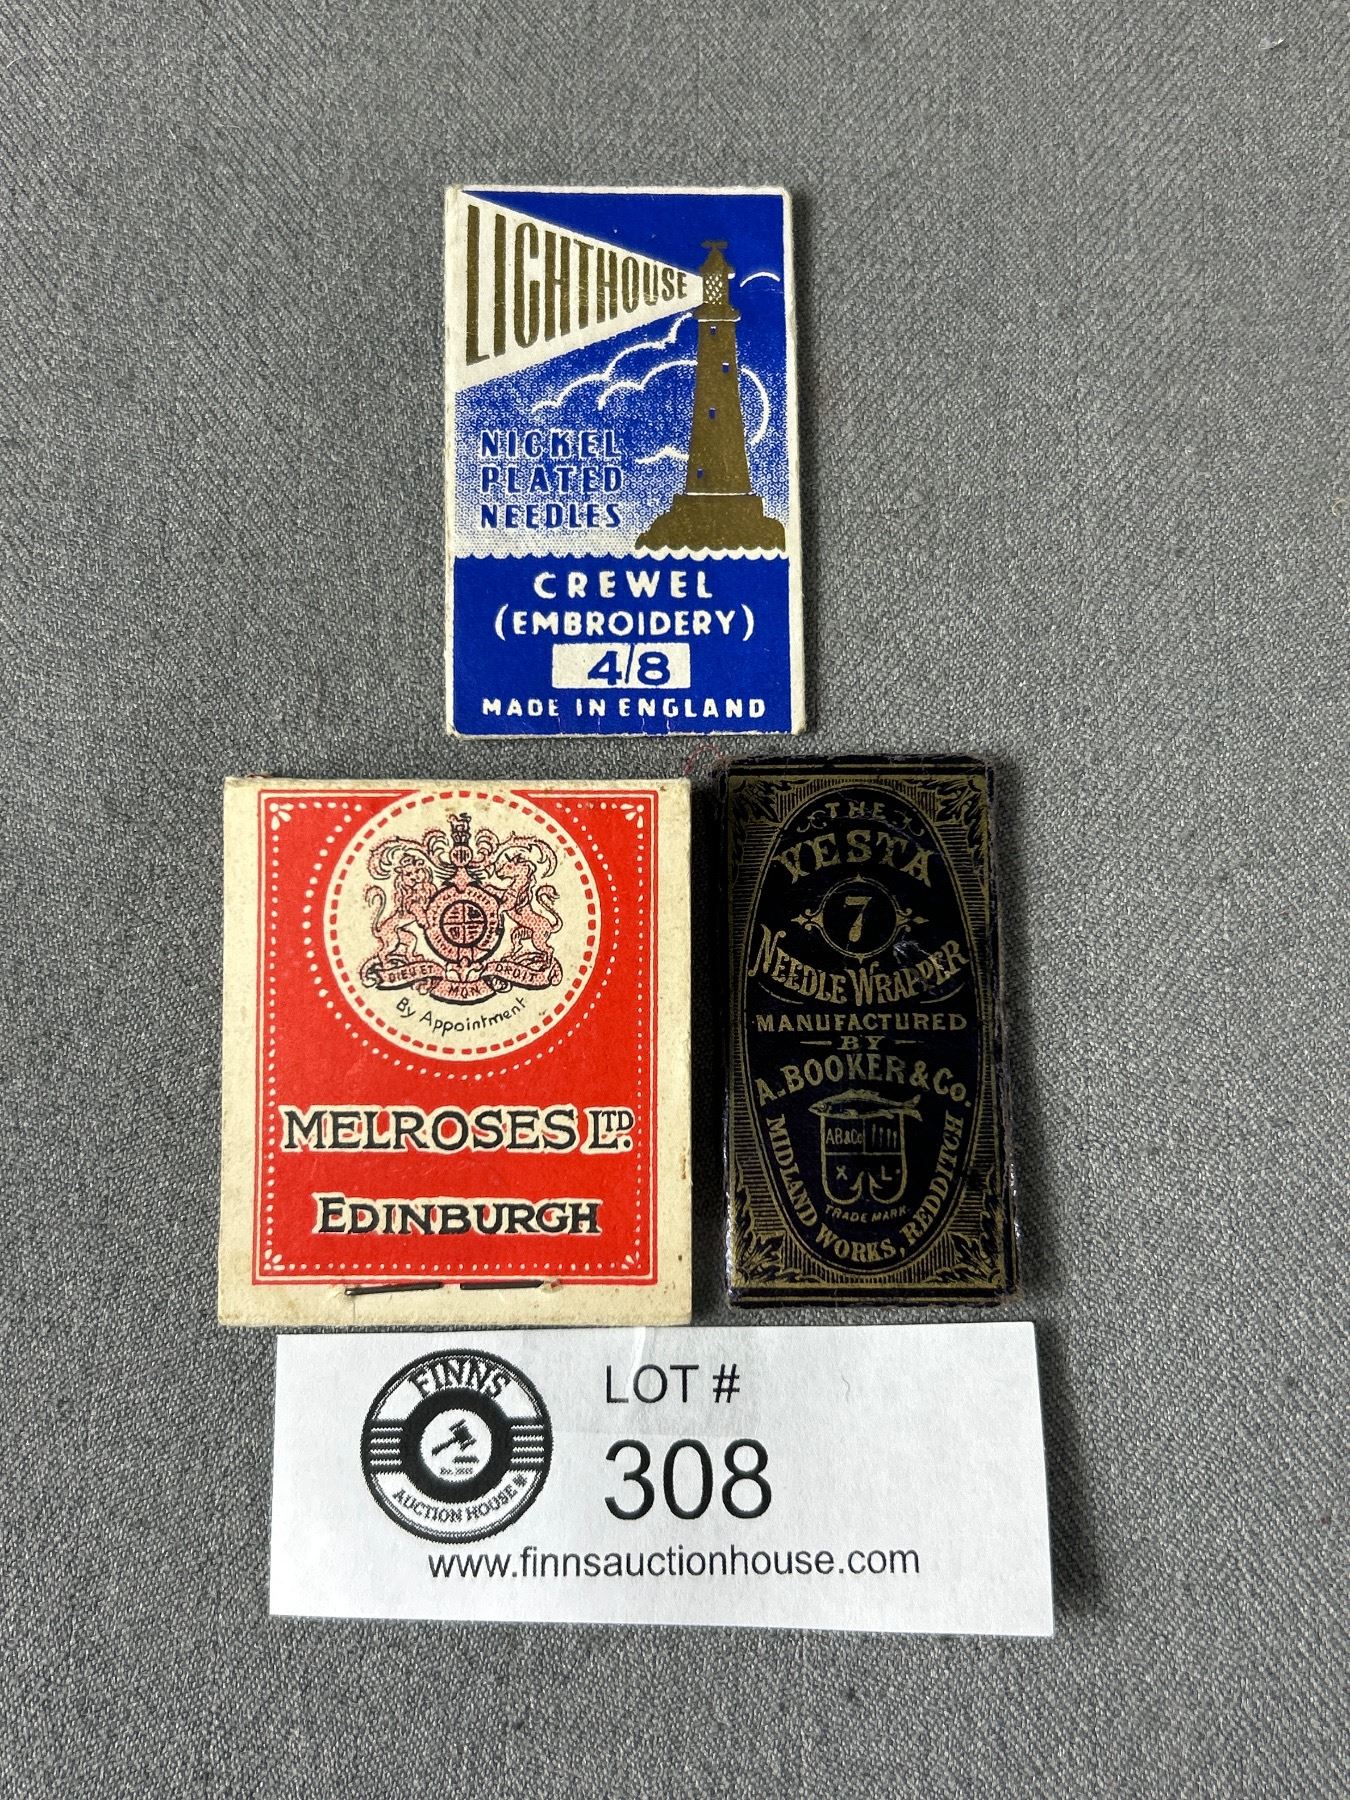 LIGHTHOUSE
NICKEL
PLATED
NEEDLES
CREWEL
(EMBROIDERY)
4/8
MADE IN ENGLAND
DIEU ET MON DROIT
By Appointment
MELROSES LTD.
EDINBURGH
THE
VESTA
7
NEEDLE WRAPPER
MANUFACTURED
BY
A. BOOKER & CO.
MIDLAND WORKS, REDDITCH
AB&Co
X L
TRADE MARK
FINNS
AUCTION HOUSE
LOT #
308
www.finnsauctionhouse.com